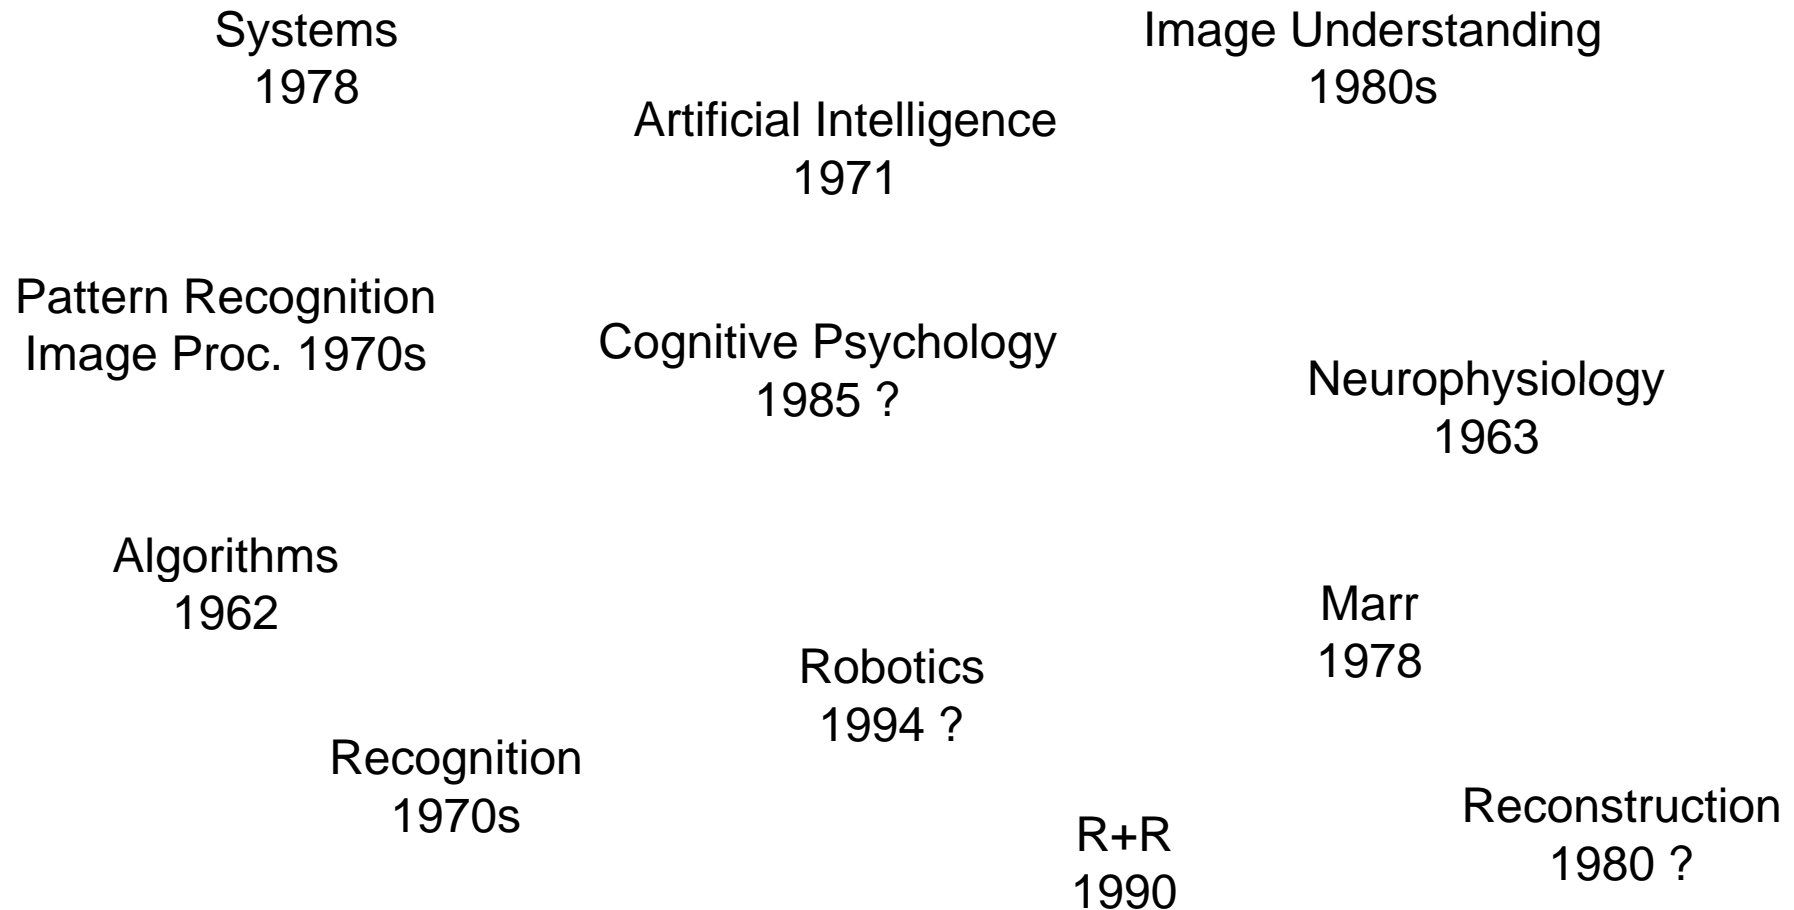 Systems
1978
Image Understanding
1980s
Artificial Intelligence
1971
Pattern Recognition
Image Proc. 1970s
Cognitive Psychology
1985 ?
Neurophysiology
1963
Algorithms
1962
Marr
1978
Robotics
1994 ?
Recognition
1970s
R+R
1990
Reconstruction
1980 ?